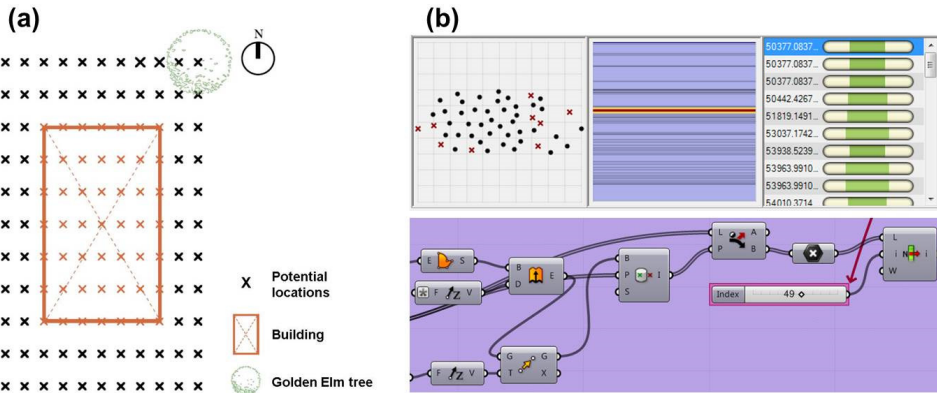 (a)
N
Potential
locations
Building
Golden Elm tree
(b)
50377.0837...
50377.0837...
50377.0837...
50442.4267...
51819.1491...
53037.1742...
53938.5239...
53963.9910...
53963.9910...
54010.3714
E S
F Z V
B
D
E
B
P
S
I
L
P
A
B
L
i
W
N
i
Index 49
F Z V
G
T
G
X